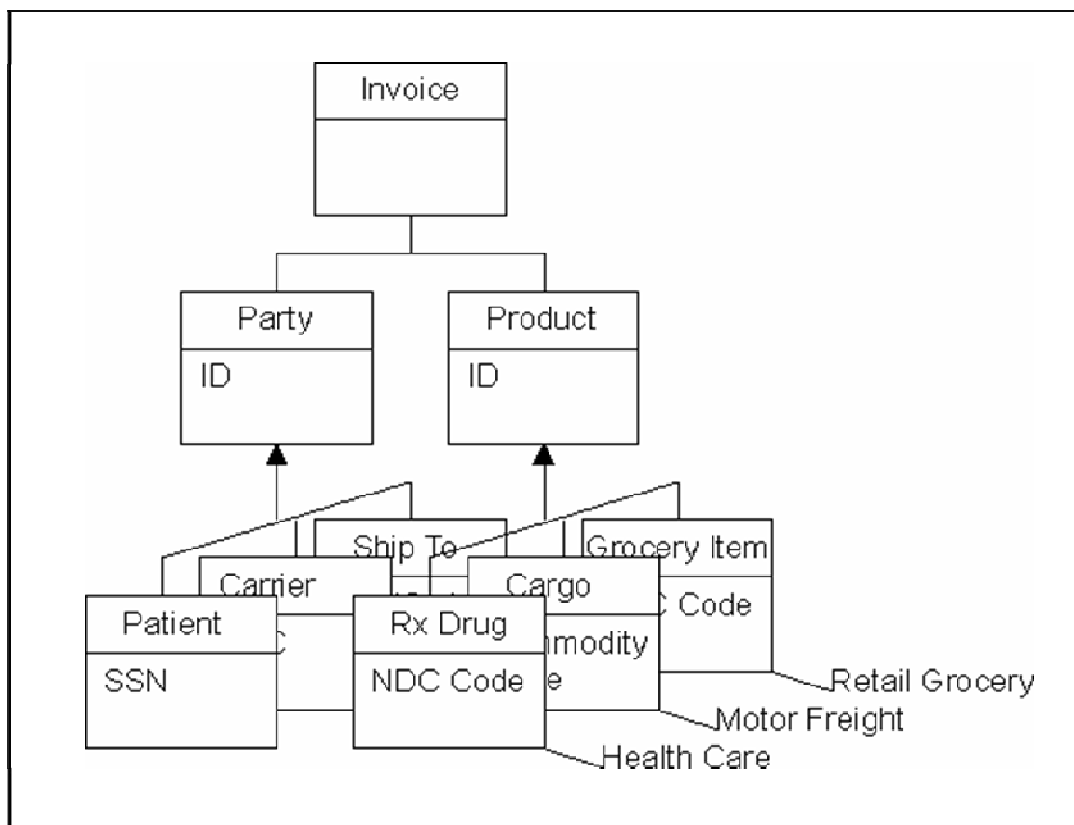 Invoice
Party
Product
ID
ID
Ship To
Grocery Item
Carrier
Cargo
Code
Patient
Rx Drug
SSN
NDC Code
Retail Grocery
Motor Freight
Health Care